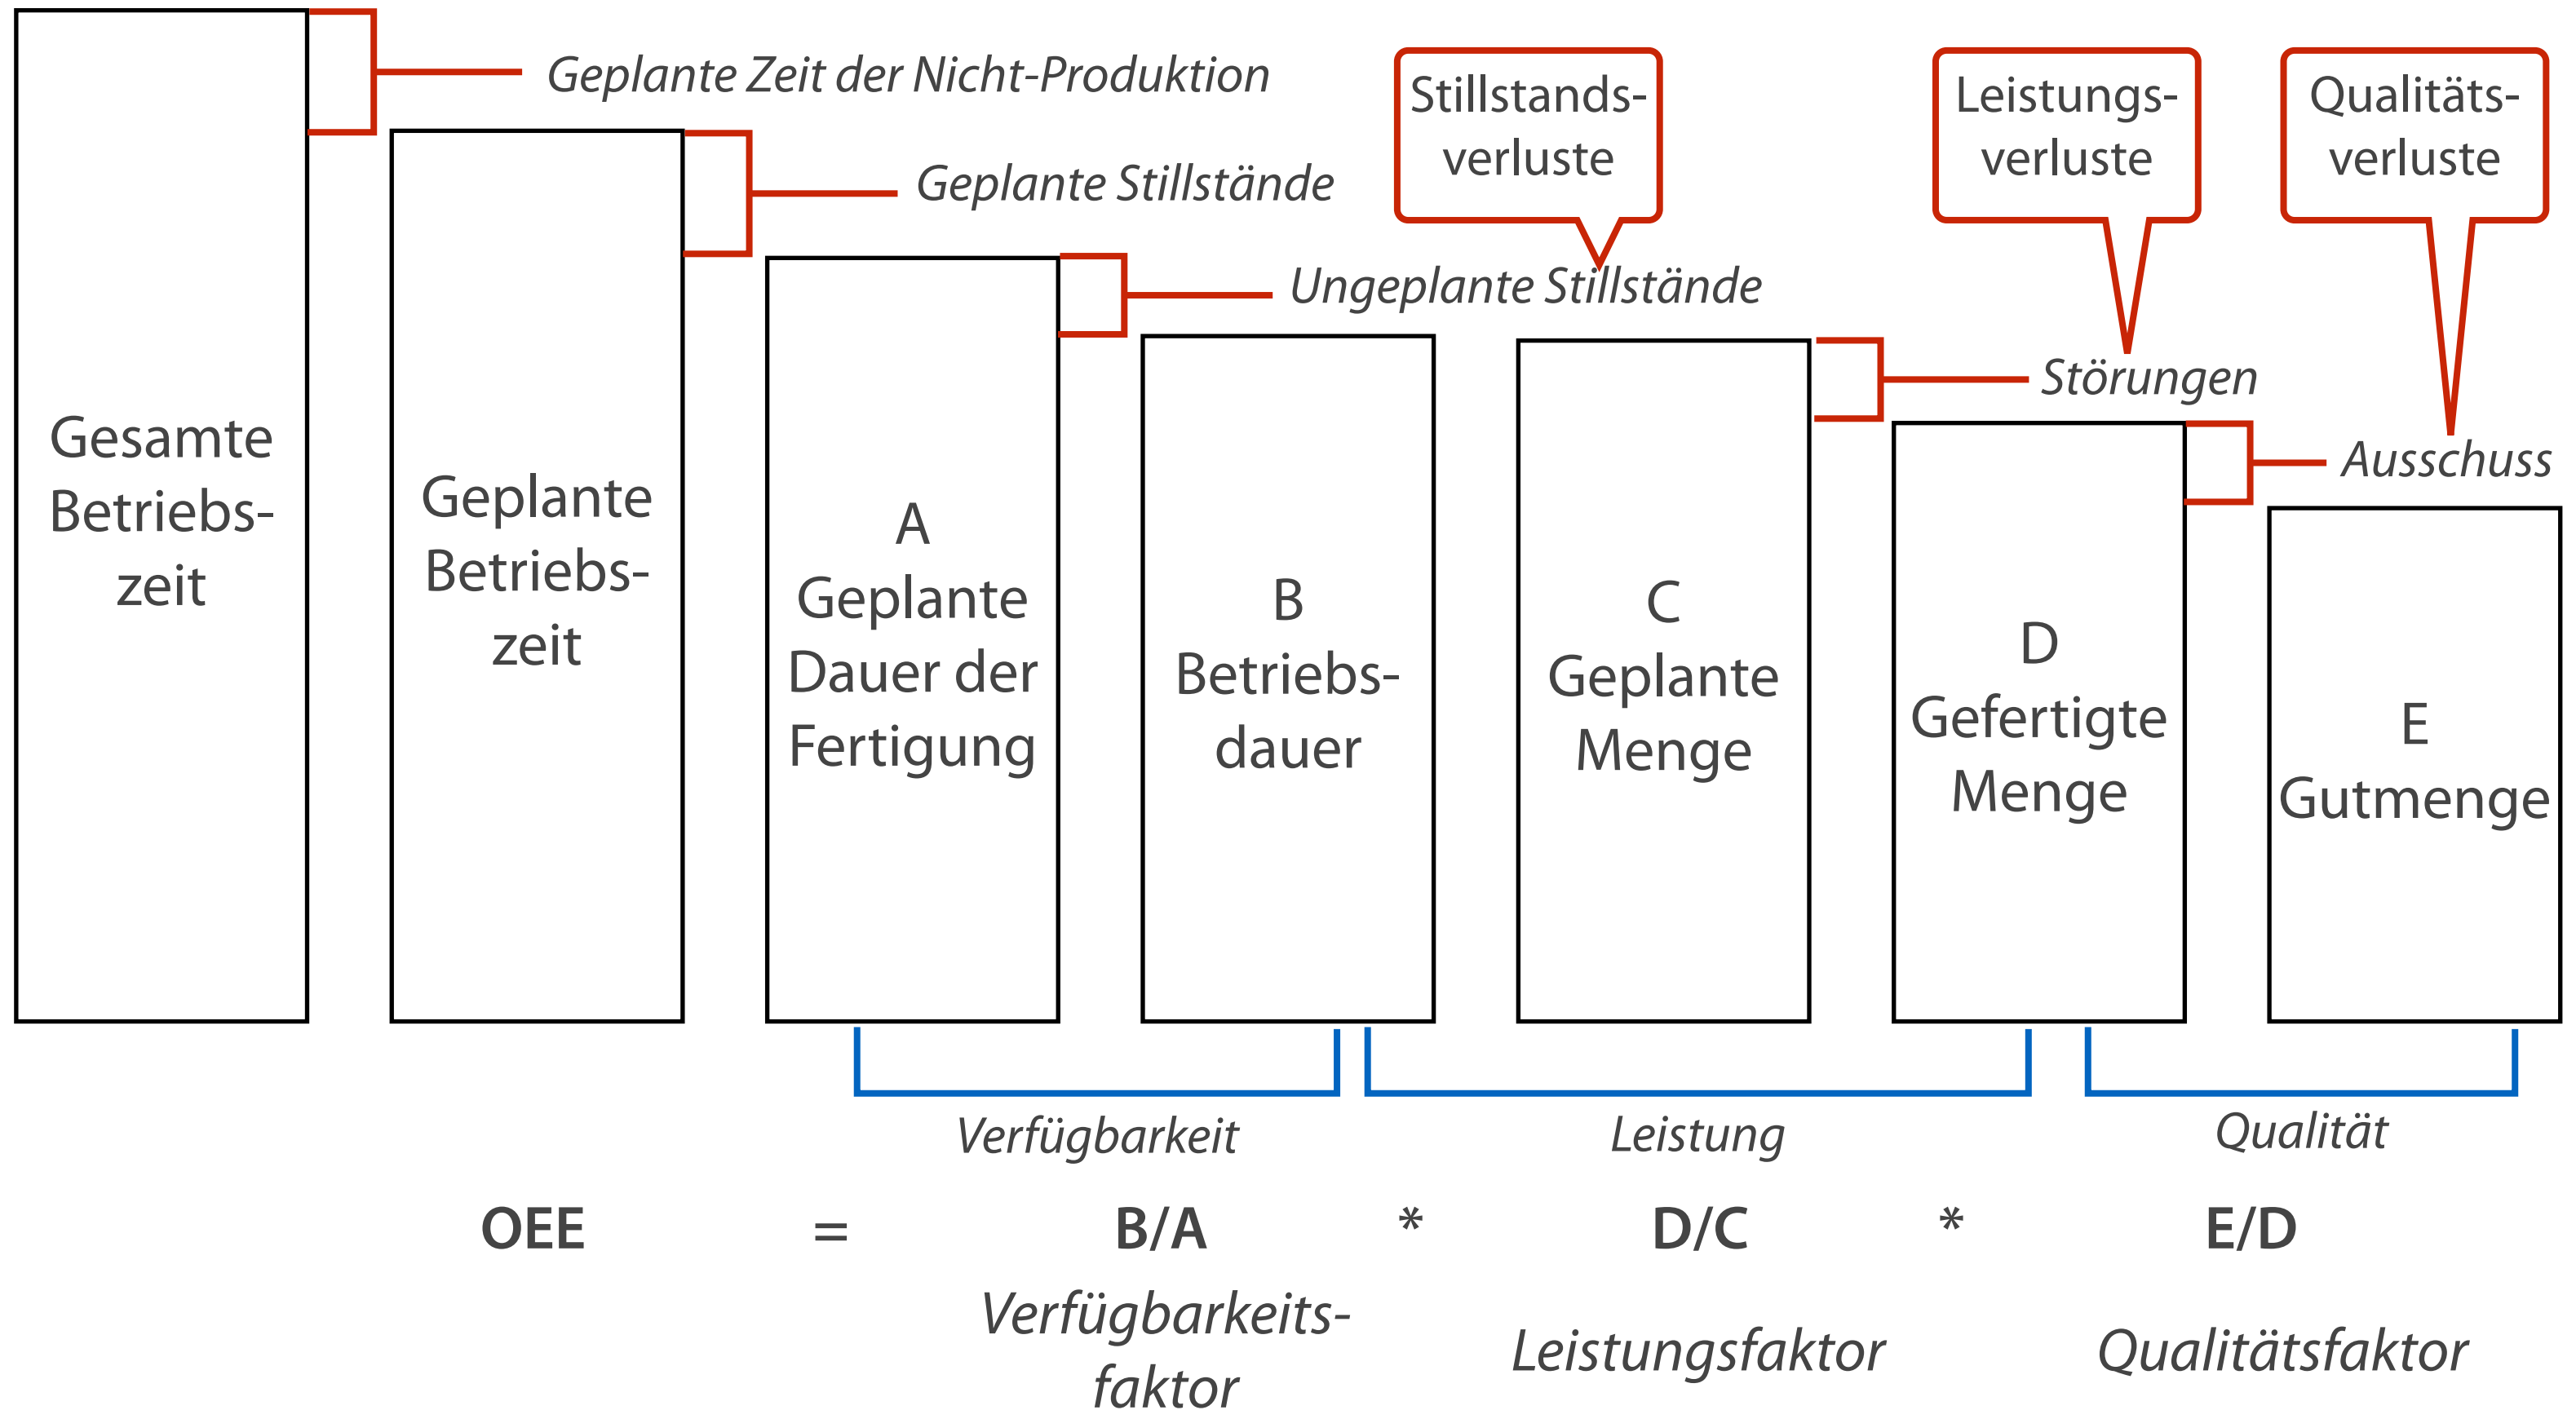 Geplante Zeit der Nicht-Produktion
Geplante Stillstände
Ungeplante Stillstände
Stillstands-
verluste
Leistungs-
verluste
Qualitäts-
verluste
Störungen
Ausschuss
Gesamte
Betriebs-
zeit
Geplante
Betriebs-
zeit
A
Geplante
Dauer der
Fertigung
B
Betriebs-
dauer
C
Geplante
Menge
D
Gefertigte
Menge
E
Gutmenge
Verfügbarkeit
Leistung
Qualität
OEE = B/A * D/C * E/D
Verfügbarkeits-
faktor
Leistungsfaktor
Qualitätsfaktor